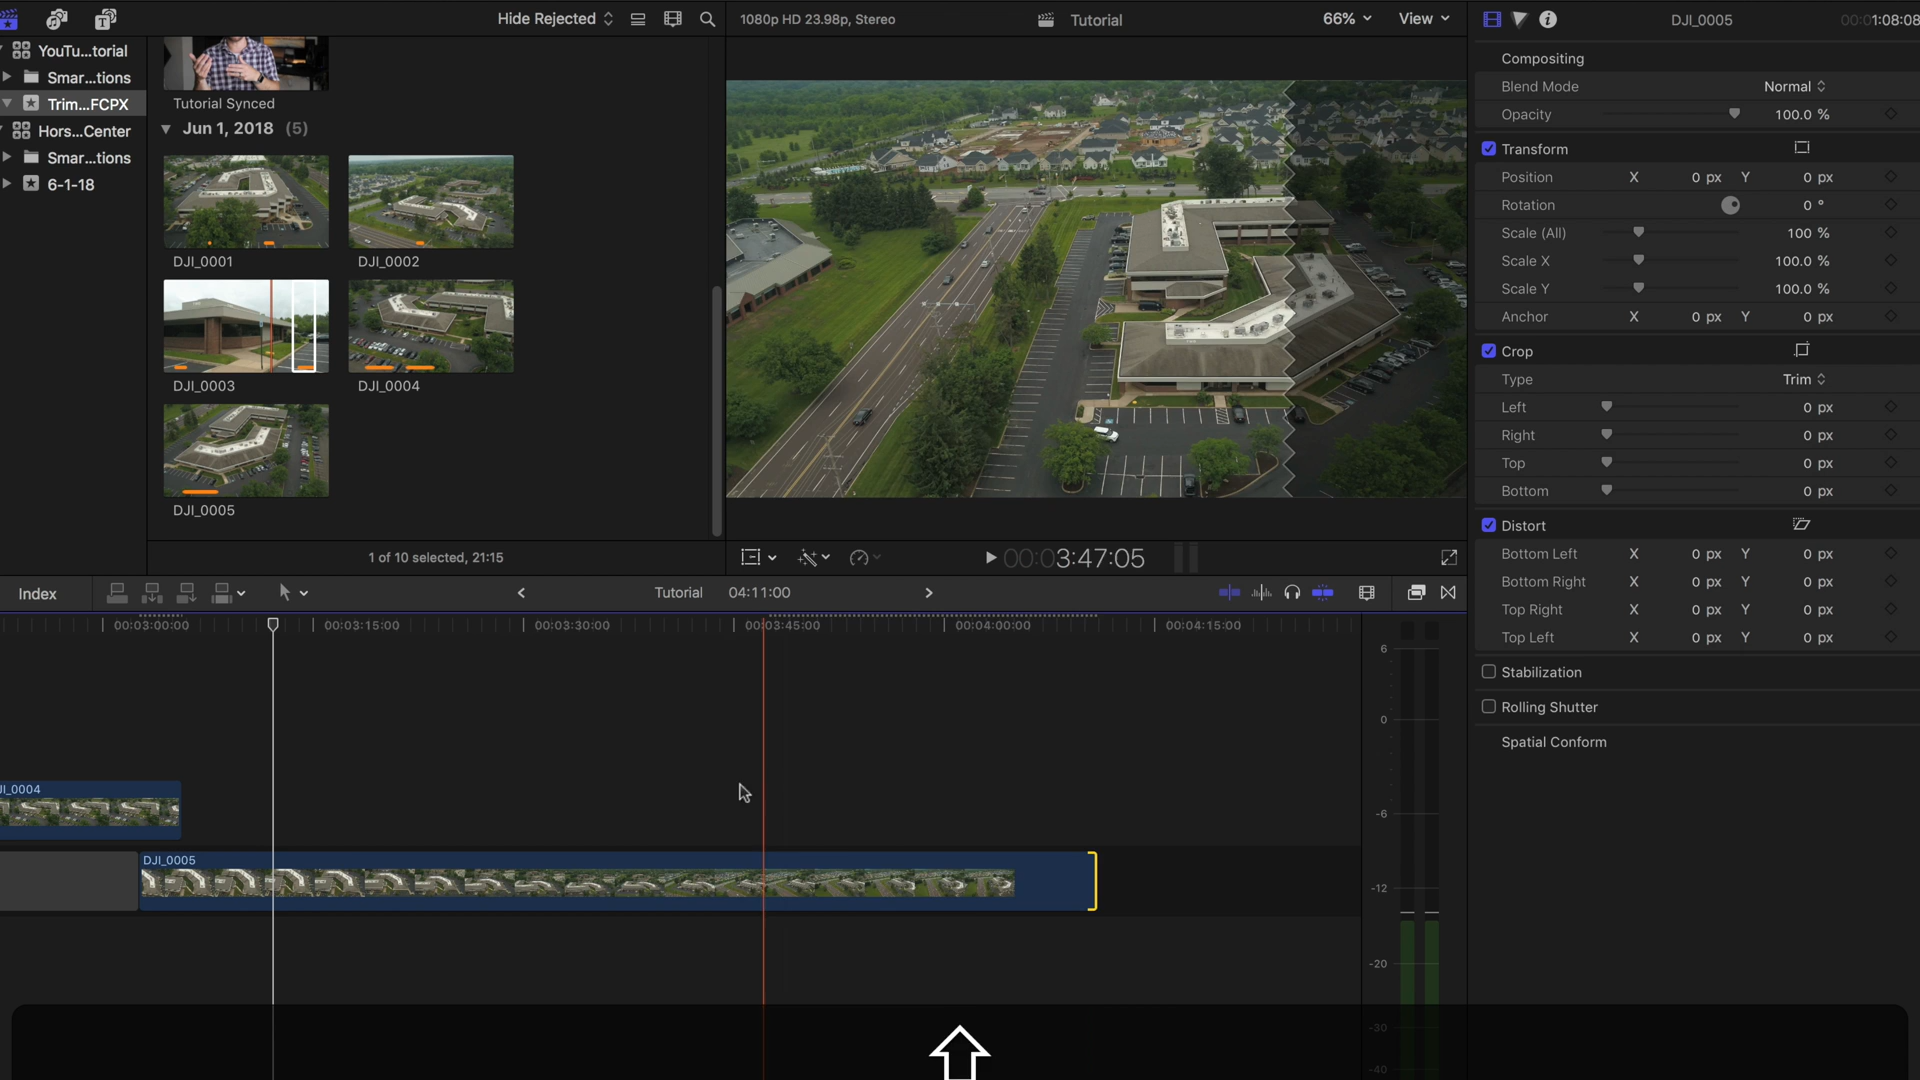 Hide Rejected
1080p HD 23.98p, Stereo
Tutorial
66%
View
DJI_0005
00:01:08:08
YouTu...torial
Smar...tions
Trim...FCPX
Hors...Center
Smar...tions
6-1-18
Tutorial Synced
Jun 1, 2018 (5)
DJI_0001
DJI_0002
DJI_0003
DJI_0004
DJI_0005
1 of 10 selected, 21:15
00:03:47:05
Compositing
Blend Mode Normal
Opacity 100.0 %
Transform
Position X 0 px Y 0 px
Rotation 0 °
Scale (All) 100 %
Scale X 100.0 %
Scale Y 100.0 %
Anchor X 0 px Y 0 px
Crop
Type Trim
Left 0 px
Right 0 px
Top 0 px
Bottom 0 px
Distort
Bottom Left X 0 px Y 0 px
Bottom Right X 0 px Y 0 px
Top Right X 0 px Y 0 px
Top Left X 0 px Y 0 px
Stabilization
Rolling Shutter
Spatial Conform
Index
Tutorial 04:11:00
00:03:00:00
00:03:15:00
00:03:30:00
00:03:45:00
00:04:00:00
00:04:15:00
JI_0004
DJI_0005
6
0
-6
-12
-20
-30
-40